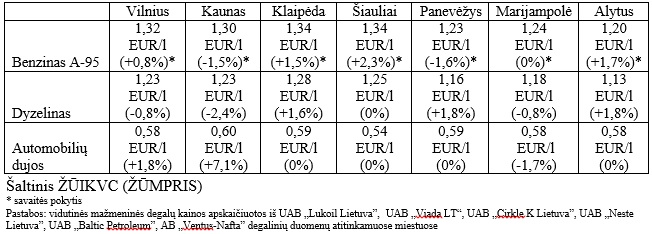 Vilnius Kaunas Klaipėda Šiauliai Panevėžys Marijampolė Alytus
Benzinas A-95 1,32 EUR/l (+0,8%)* 1,30 EUR/l (-1,5%)* 1,34 EUR/l (+1,5%)* 1,34 EUR/l (+2,3%)* 1,23 EUR/l (-1,6%)* 1,24 EUR/l (0%)* 1,20 EUR/l (+1,7%)*
Dyzelinas 1,23 EUR/l (-0,8%) 1,23 EUR/l (-2,4%) 1,28 EUR/l (+1,6%) 1,25 EUR/l (0%) 1,16 EUR/l (+1,8%) 1,18 EUR/l (-0,8%) 1,13 EUR/l (+1,8%)
Automobilių dujos 0,58 EUR/l (+1,8%) 0,60 EUR/l (+7,1%) 0,59 EUR/l (0%) 0,54 EUR/l (0%) 0,59 EUR/l (0%) 0,58 EUR/l (-1,7%) 0,58 EUR/l (0%)
Šaltinis ŽŪIKVC (ŽŪMPRIS)
* savaitės pokytis
Pastabos: vidutinės mažmeninės degalų kainos apskaičiuotos iš UAB „Lukoil Lietuva”, UAB „Viada LT“, UAB „Cirkle K Lietuva”, UAB „Neste
Lietuva”, UAB „Baltic Petroleum”, AB „Ventus-Nafta” degalinių duomenų atitinkamuose miestuose